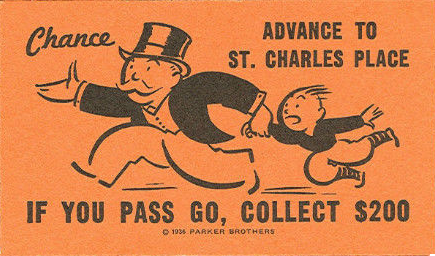 Chance
ADVANCE TO
ST. CHARLES PLACE
IF YOU PASS GO, COLLECT $200
© 1936 PARKER BROTHERS